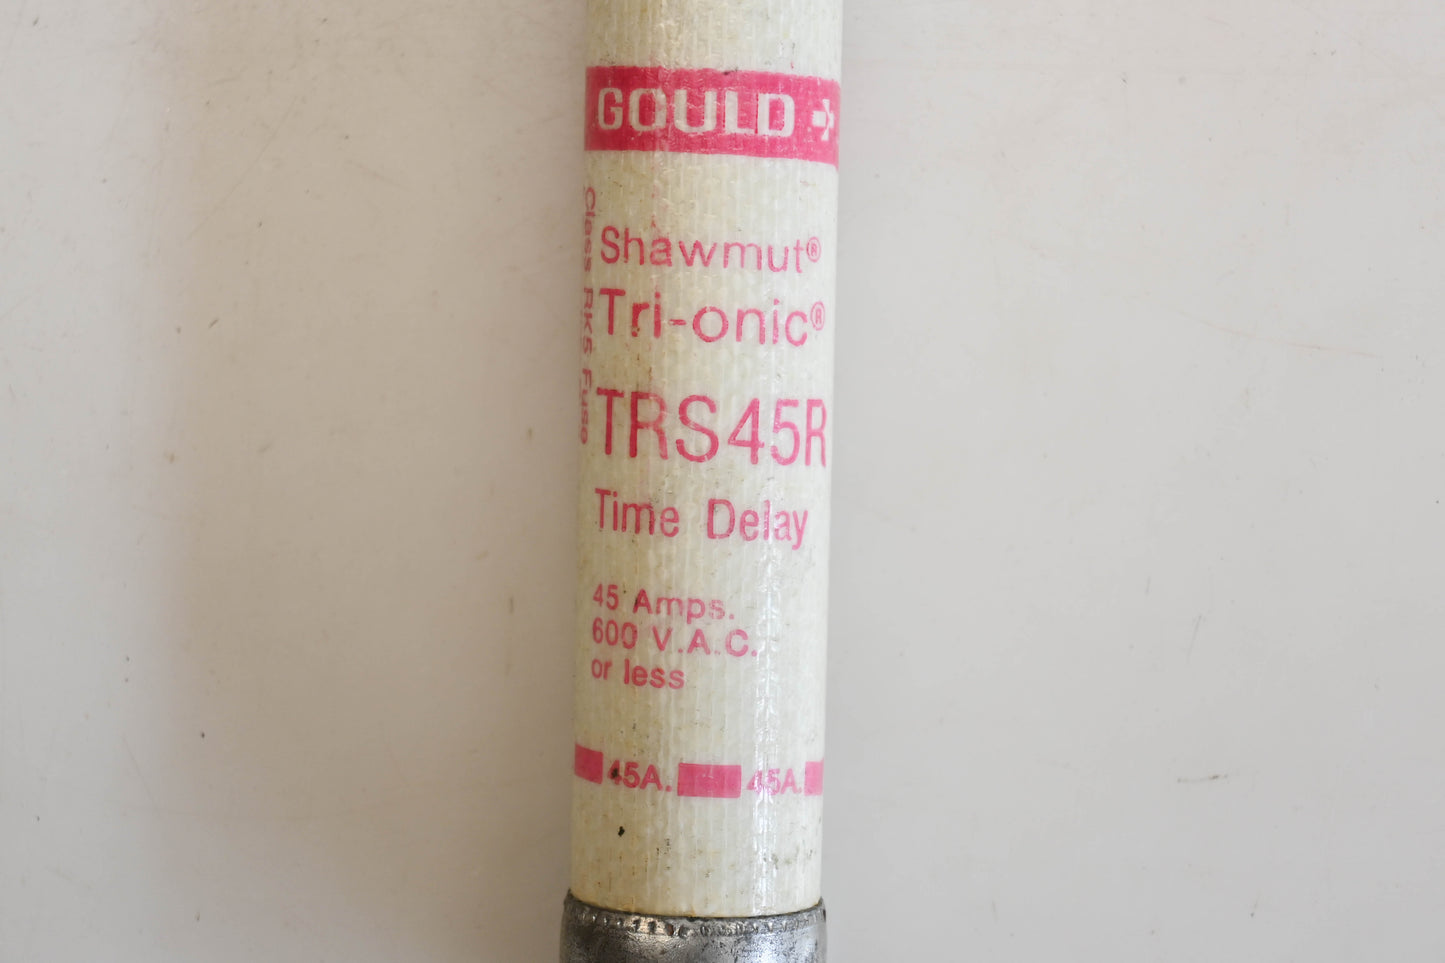 GOULD
Shawmut®
Tri-onic®
TRS45R
Time Delay
45 Amps.
600 V.A.C.
or less
45A. 45A.
Class RK5 Fuse